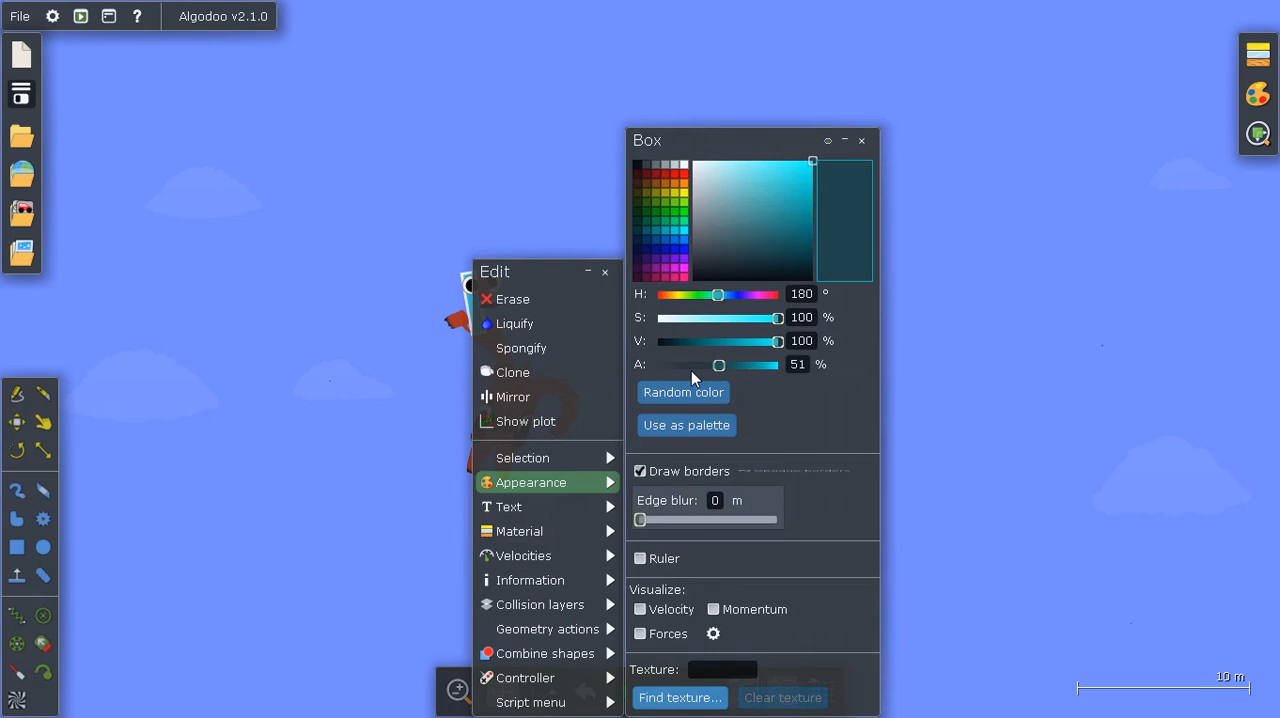 File ? Algodoo v2.1.0
Box
Edit
Erase
Liquify
Spongify
Clone
Mirror
Show plot
Selection
Appearance
Text
Material
Velocities
Information
Collision layers
Geometry actions
Combine shapes
Controller
Script menu
H: 180 °
S: 100 %
V: 100 %
A: 51 %
Random color
Use as palette
Draw borders
Edge blur: 0 m
Ruler
Visualize:
Velocity Momentum
Forces
Texture:
Find texture... Clear texture
10 m